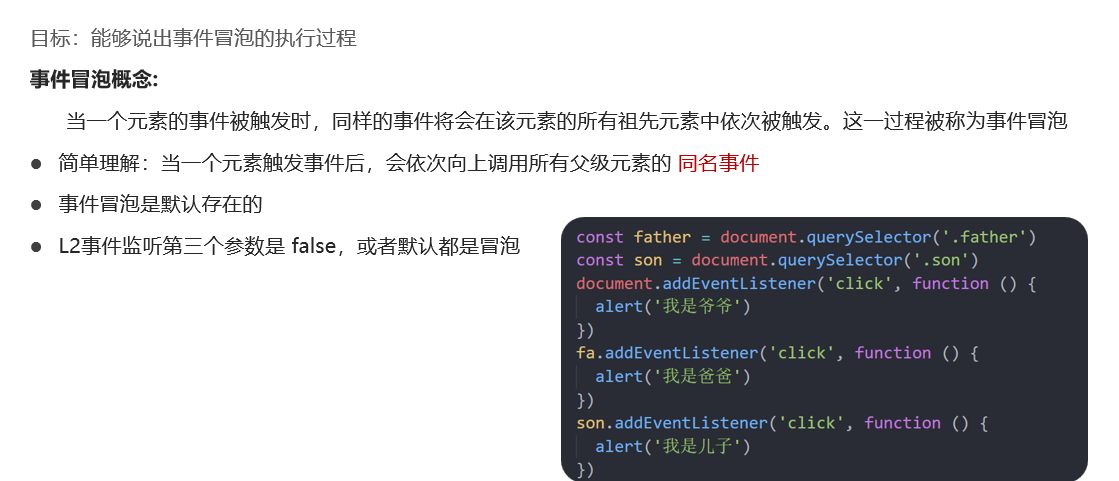 目标：能够说出事件冒泡的执行过程
事件冒泡概念:
当一个元素的事件被触发时，同样的事件将会在该元素的所有祖先元素中依次被触发。这一过程被称为事件冒泡
● 简单理解：当一个元素触发事件后，会依次向上调用所有父级元素的 同名事件
● 事件冒泡是默认存在的
● L2事件监听第三个参数是 false，或者默认都是冒泡
const father = document.querySelector('.father')
const son = document.querySelector('.son')
document.addEventListener('click', function () {
  alert('我是爷爷')
})
fa.addEventListener('click', function () {
  alert('我是爸爸')
})
son.addEventListener('click', function () {
  alert('我是儿子')
})